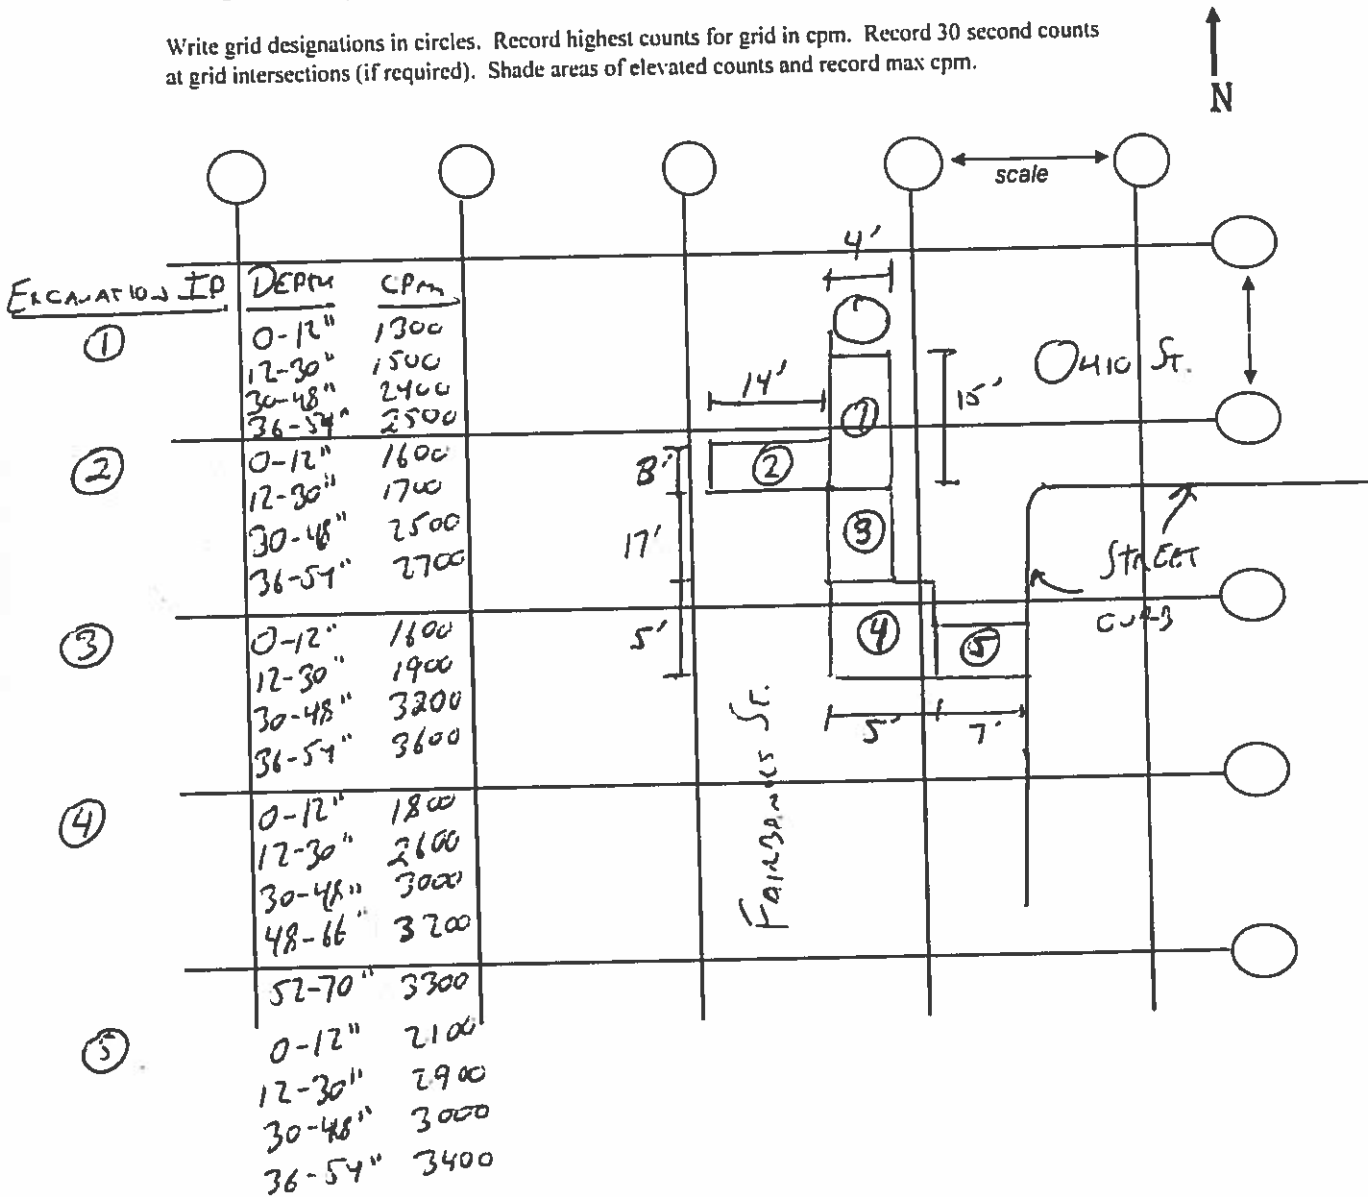 Write grid designations in circles. Record highest counts for grid in cpm. Record 30 second counts
at grid intersections (if required). Shade areas of elevated counts and record max cpm.
N
scale
4'
EXCAVATION ID DEPTH CPM
① 0-12" 1300
12-30" 1500
30-48" 2400
36-54" 2500
② 0-12" 1600
12-30" 1700
30-48" 2500
36-54" 2700
③ 0-12" 1600
12-30" 1900
30-48" 3200
36-54" 3600
④ 0-12" 1800
12-30" 2600
30-48" 3000
48-66" 3200
52-70" 3300
⑤ 0-12" 2100
12-30" 2900
30-48" 3000
36-54" 3400
OHIO St.
14'
①
15'
8'
②
17'
③
STREET
CURB
5'
④
⑤
5'
7'
FAIRBANKS St.